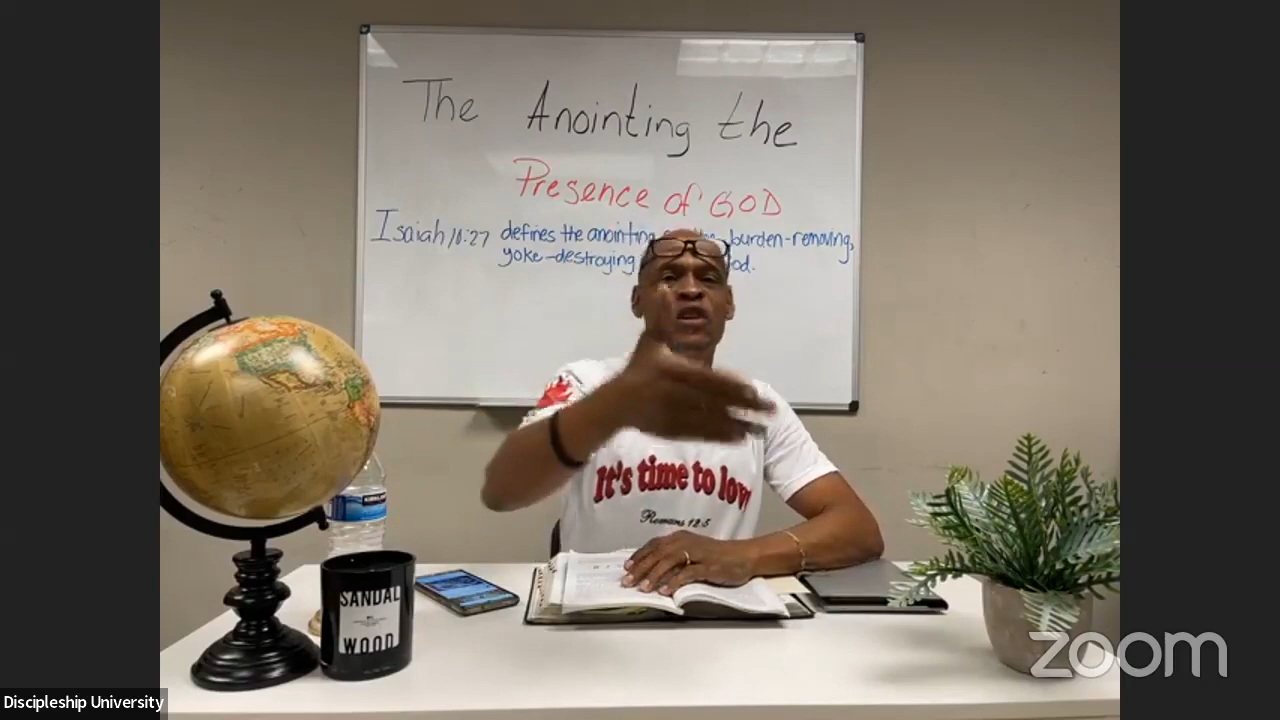 The Anointing the
Presence of GOD
Isaiah 10:27 defines the anointing burden-removing,
yoke-destroying
It's time to lov
Romans 12:5
KIRKLAND
SANDAL
WOOD
Discipleship University
zoom